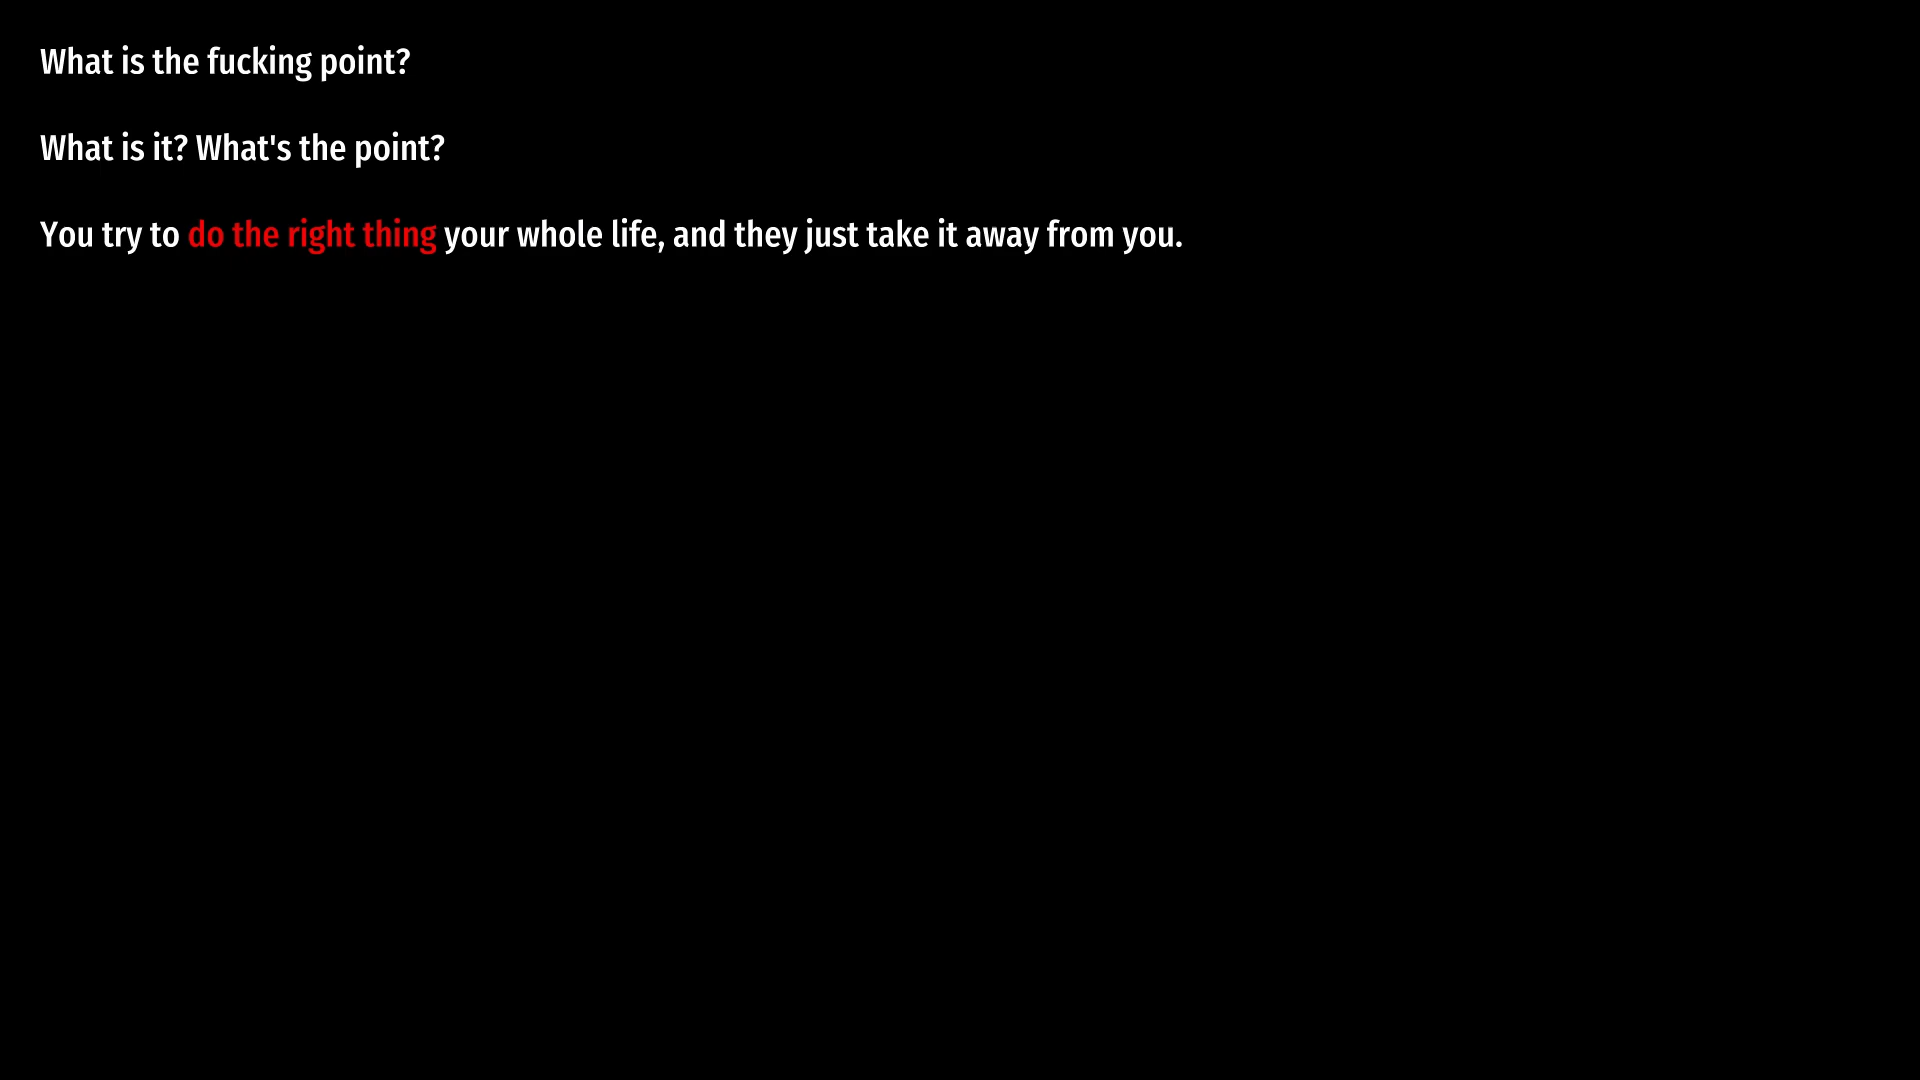 What is the fucking point?
What is it? What's the point?
You try to do the right thing your whole life, and they just take it away from you.